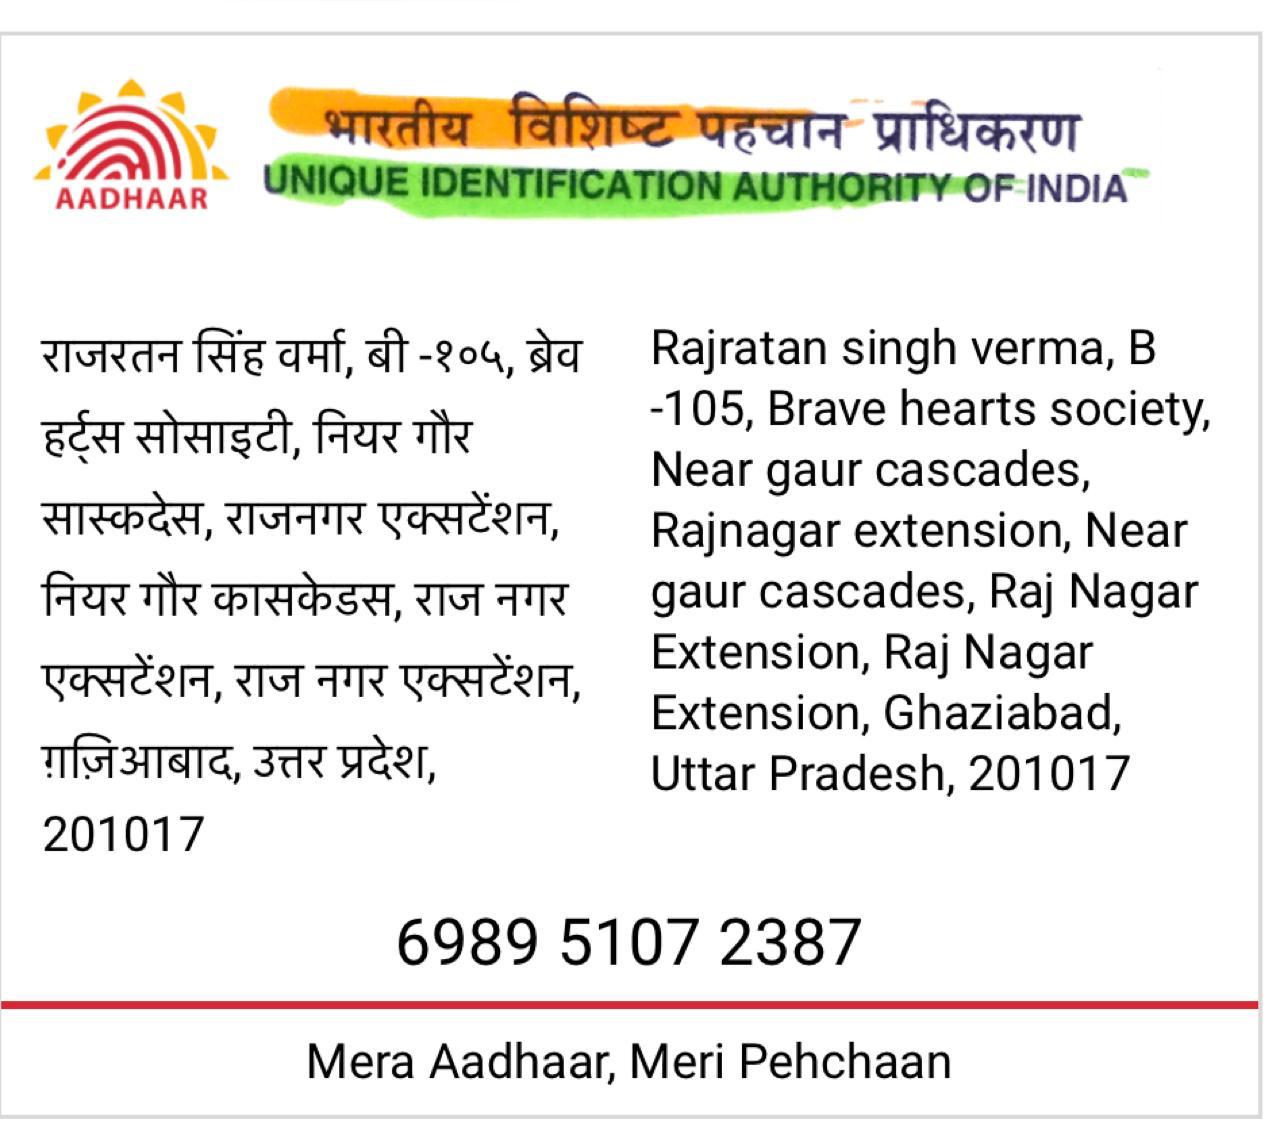 भारतीय विशिष्ट पहचान प्राधिकरण
AADHAAR
UNIQUE IDENTIFICATION AUTHORITY OF INDIA
राजरतन सिंह वर्मा, बी -१०५, ब्रेव
हर्ट्स सोसाइटी, नियर गौर
सास्कदेस, राजनगर एक्सटेंशन,
नियर गौर कासकेडस, राज नगर
एक्सटेंशन, राज नगर एक्सटेंशन,
ग़ज़िआबाद, उत्तर प्रदेश,
201017
Rajratan singh verma, B
-105, Brave hearts society,
Near gaur cascades,
Rajnagar extension, Near
gaur cascades, Raj Nagar
Extension, Raj Nagar
Extension, Ghaziabad,
Uttar Pradesh, 201017
6989 5107 2387
Mera Aadhaar, Meri Pehchaan